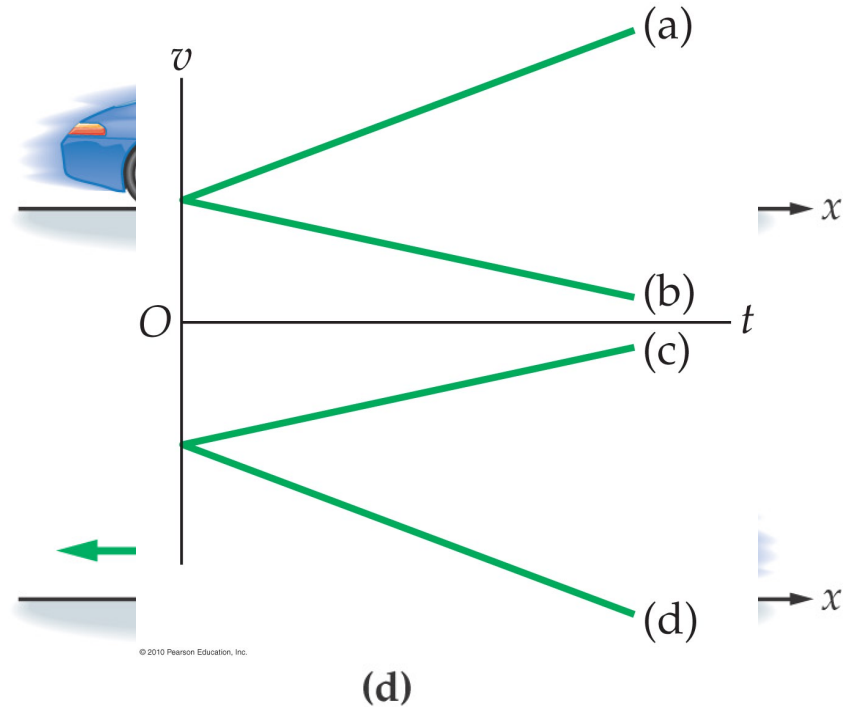 (a)
v
x
(b)
O
t
(c)
x
(d)
© 2010 Pearson Education, Inc.
(d)